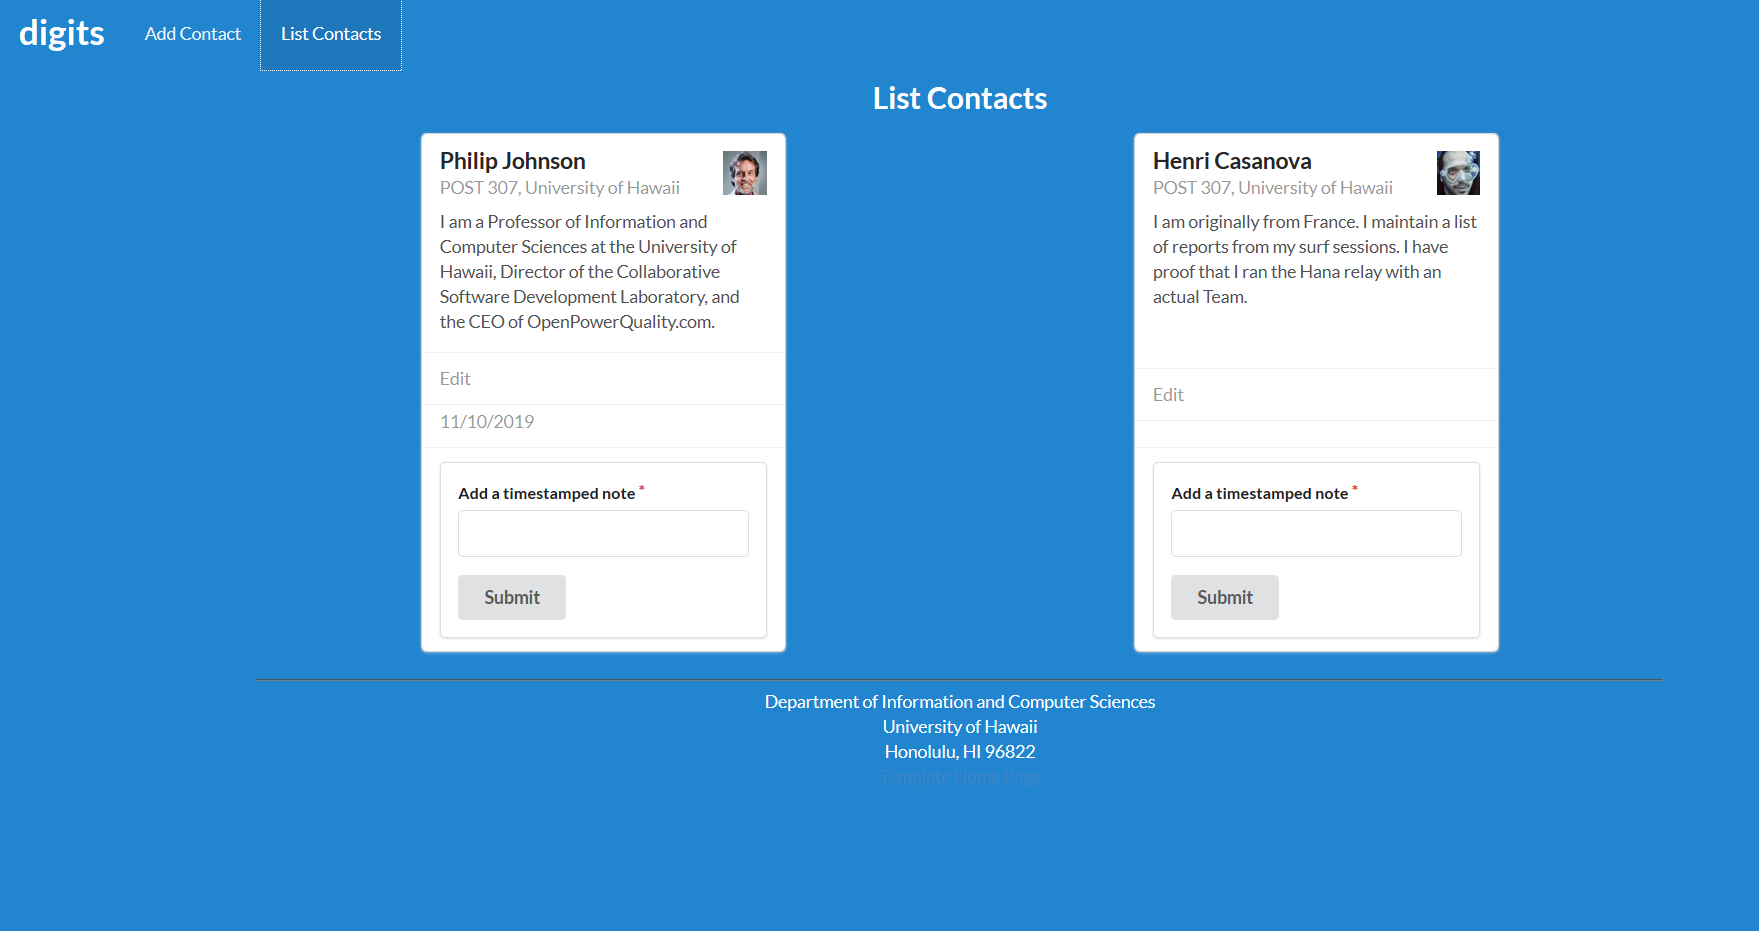 digits
Add Contact
List Contacts
List Contacts
Philip Johnson
POST 307, University of Hawaii
I am a Professor of Information and
Computer Sciences at the University of
Hawaii, Director of the Collaborative
Software Development Laboratory, and
the CEO of OpenPowerQuality.com.
Edit
11/10/2019
Add a timestamped note *
Submit
Henri Casanova
POST 307, University of Hawaii
I am originally from France. I maintain a list
of reports from my surf sessions. I have
proof that I ran the Hana relay with an
actual Team.
Edit
Add a timestamped note *
Submit
Department of Information and Computer Sciences
University of Hawaii
Honolulu, HI 96822
Template Home Page